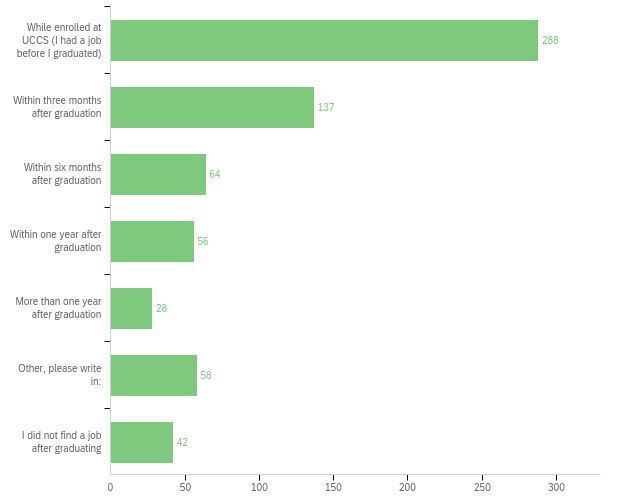 While enrolled at
UCCS (I had a job
before I graduated)
288
Within three months
after graduation
137
Within six months
after graduation
64
Within one year after
graduation
56
More than one year
after graduation
28
Other, please write
in:
58
I did not find a job
after graduating
42
0 50 100 150 200 250 300